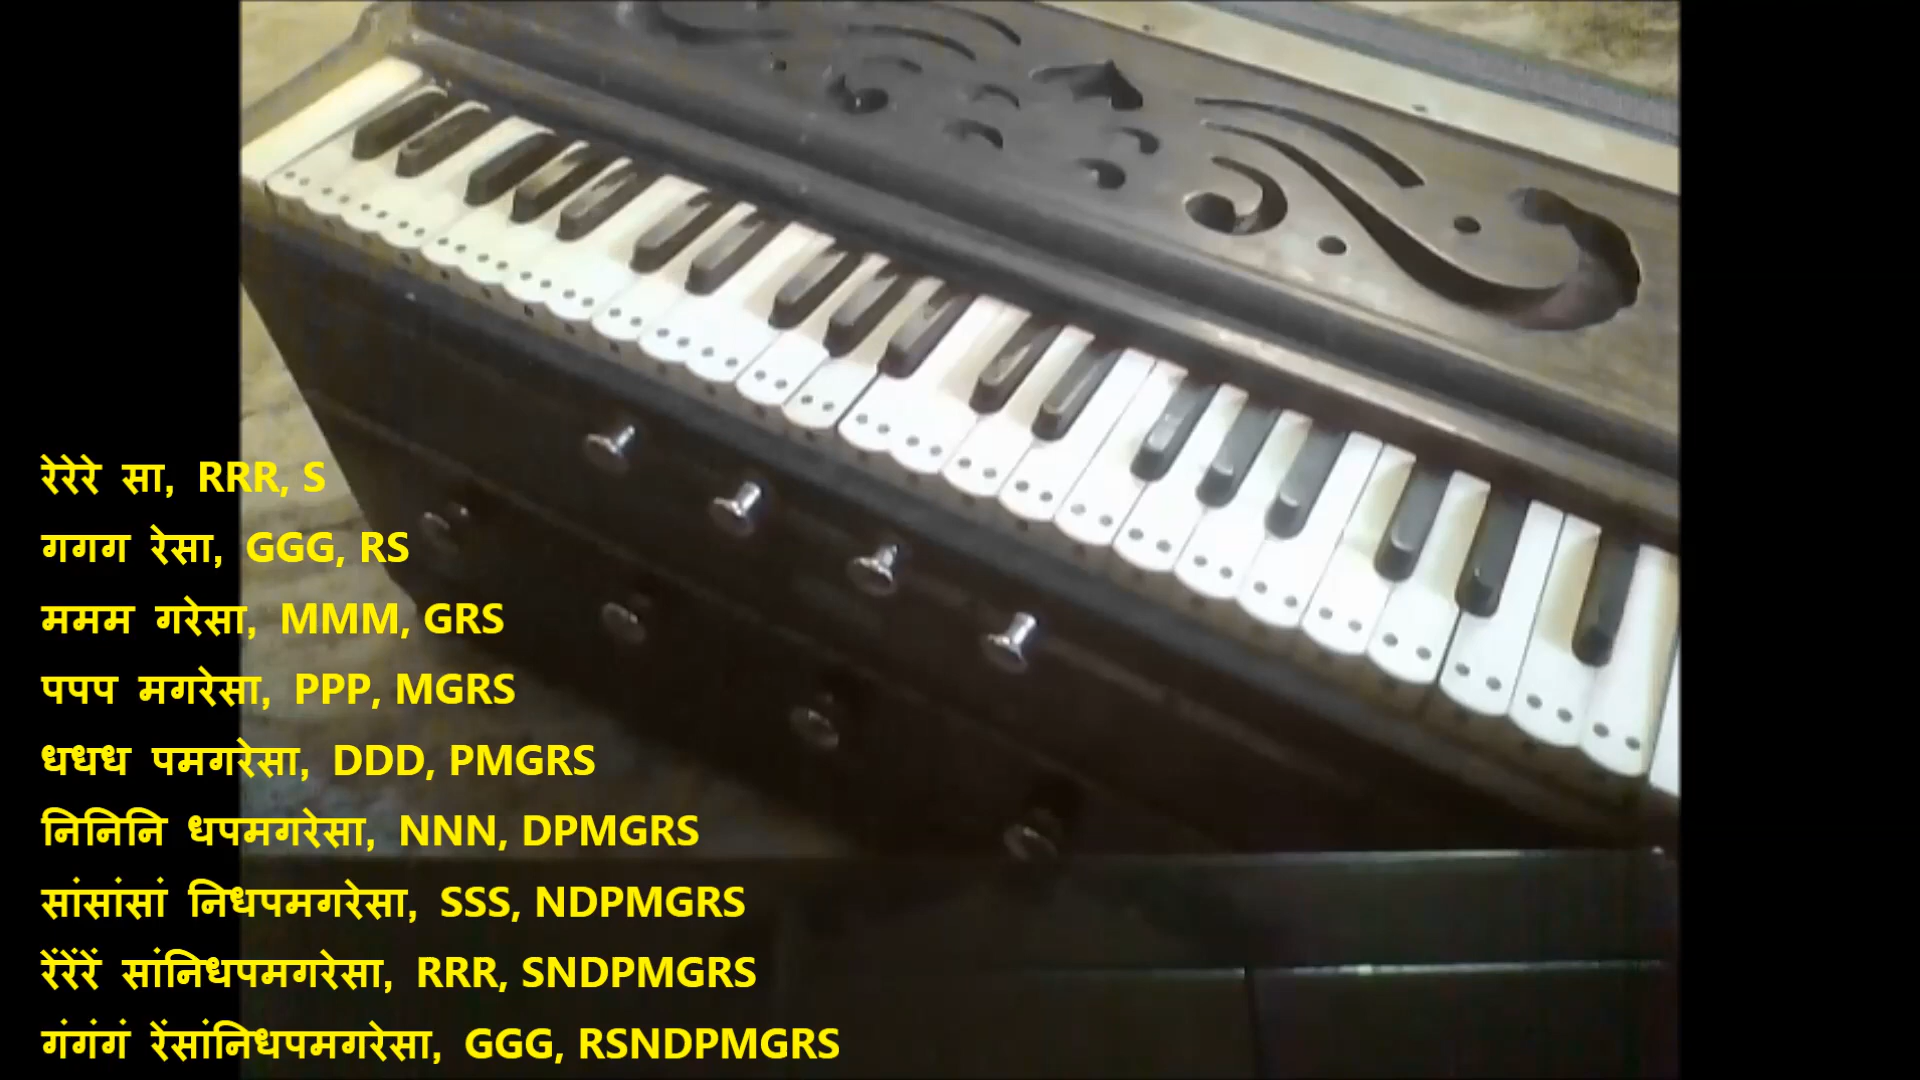 रेरेरे सा, RRR, S
गगग रेसा, GGG, RS
ममम गरेसा, MMM, GRS
पपप मगरेसा, PPP, MGRS
धधध पमगरेसा, DDD, PMGRS
निनिनि धपमगरेसा, NNN, DPMGRS
सांसांसां निधपमगरेसा, SSS, NDPMGRS
रेंरेंरें सांनिधपमगरेसा, RRR, SNDPMGRS
गंगंगं रेंसांनिधपमगरेसा, GGG, RSNDPMGRS